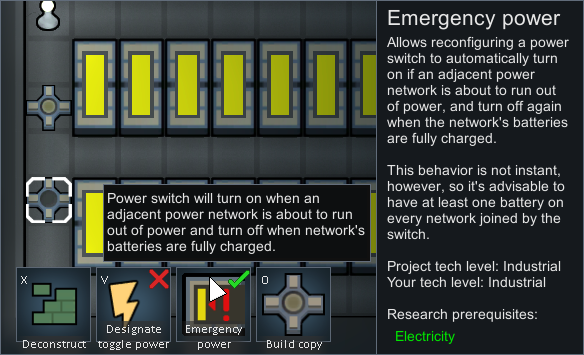 Emergency power
Allows reconfiguring a power
switch to automatically turn
on if an adjacent power
network is about to run out
of power, and turn off again
when the network's batteries
are fully charged.
This behavior is not instant,
however, so it's advisable to
have at least one battery on
every network joined by the
switch.
Project tech level: Industrial
Your tech level: Industrial
Research prerequisites:
Electricity
Power switch will turn on when an
adjacent power network is about to run
out of power and turn off when network's
batteries are fully charged.
X
Deconstruct
V
Designate
toggle power
Emergency
power
O
Build copy